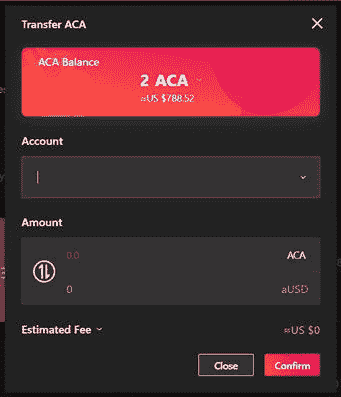 Transfer ACA
ACA Balance
2 ACA
≈US $788.52
Account
Amount
0.0 ACA
0 aUSD
Estimated Fee ≈US $0
Close Confirm